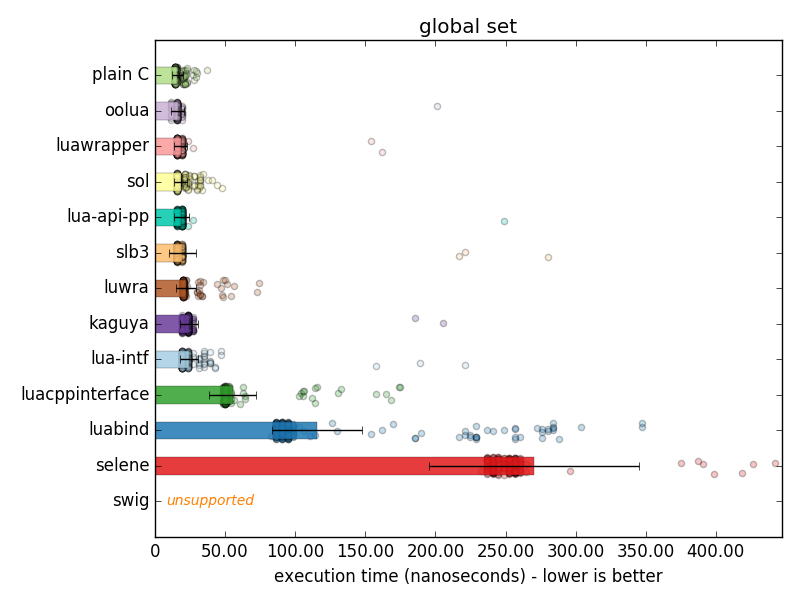 global set
plain C
oolua
luawrapper
sol
lua-api-pp
slb3
luwra
kaguya
lua-intf
luacppinterface
luabind
selene
swig unsupported
0 50.00 100.00 150.00 200.00 250.00 300.00 350.00 400.00
execution time (nanoseconds) - lower is better